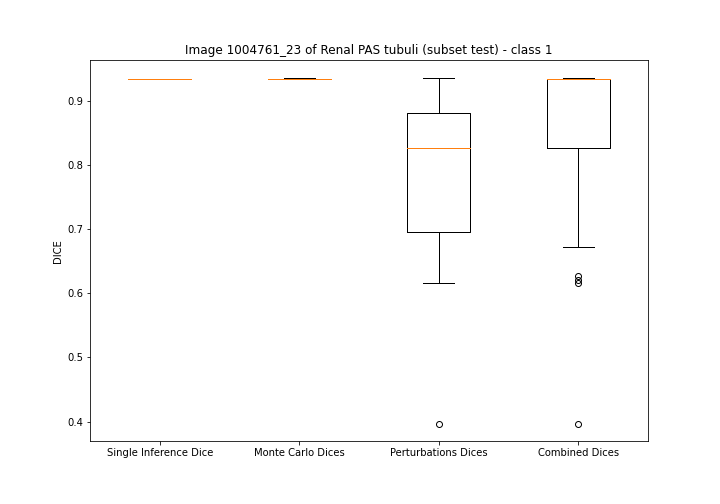 Image 1004761_23 of Renal PAS tubuli (subset test) - class 1
0.9
0.8
0.7
0.6
0.5
0.4
DICE
Single Inference Dice
Monte Carlo Dices
Perturbations Dices
Combined Dices